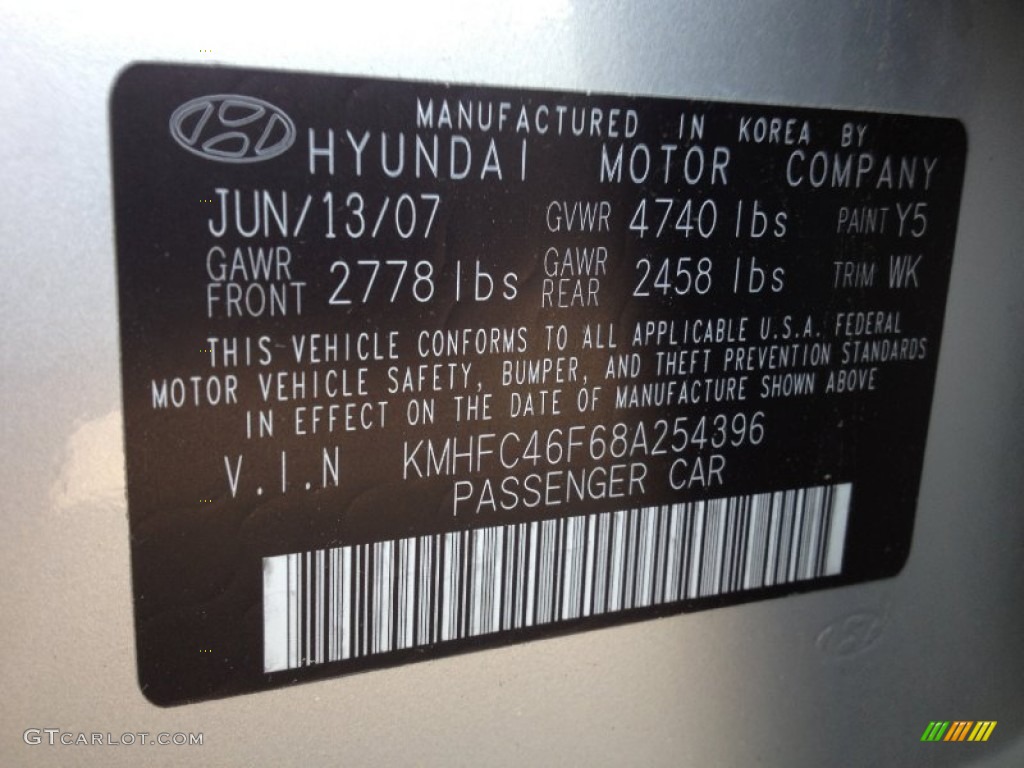 MANUFACTURED IN KOREA BY
HYUNDAI MOTOR COMPANY
JUN/13/07 GVWR 4740 lbs PAINT Y5
GAWR FRONT 2778 lbs GAWR REAR 2458 lbs TRIM WK
THIS VEHICLE CONFORMS TO ALL APPLICABLE U.S.A. FEDERAL
MOTOR VEHICLE SAFETY, BUMPER, AND THEFT PREVENTION STANDARDS
IN EFFECT ON THE DATE OF MANUFACTURE SHOWN ABOVE
V.I.N KMHFC46F68A254396
PASSENGER CAR
GTCARLOT.COM